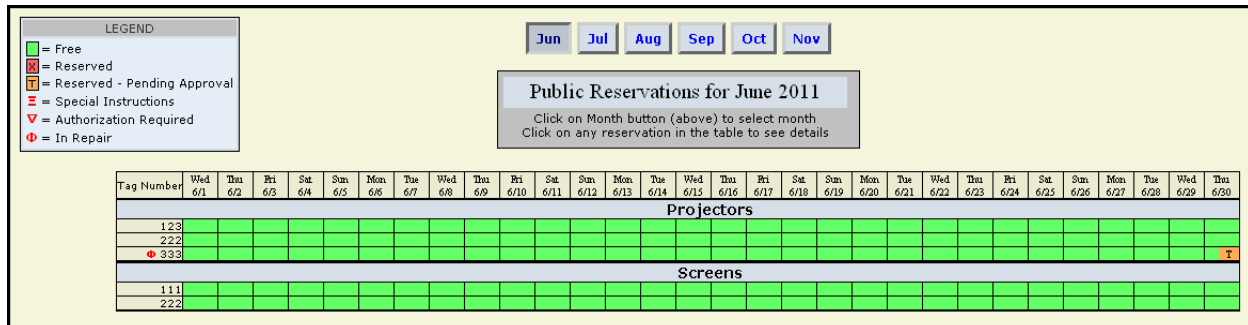 LEGEND
= Free
X = Reserved
T = Reserved - Pending Approval
Ξ = Special Instructions
∇ = Authorization Required
Φ = In Repair
Jun Jul Aug Sep Oct Nov
Public Reservations for June 2011
Click on Month button (above) to select month
Click on any reservation in the table to see details
Tag Number Wed 6/1 Thu 6/2 Fri 6/3 Sat 6/4 Sun 6/5 Mon 6/6 Tue 6/7 Wed 6/8 Thu 6/9 Fri 6/10 Sat 6/11 Sun 6/12 Mon 6/13 Tue 6/14 Wed 6/15 Thu 6/16 Fri 6/17 Sat 6/18 Sun 6/19 Mon 6/20 Tue 6/21 Wed 6/22 Thu 6/23 Fri 6/24 Sat 6/25 Sun 6/26 Mon 6/27 Tue 6/28 Wed 6/29 Thu 6/30
Projectors
123
222
Φ 333 T
Screens
111
222